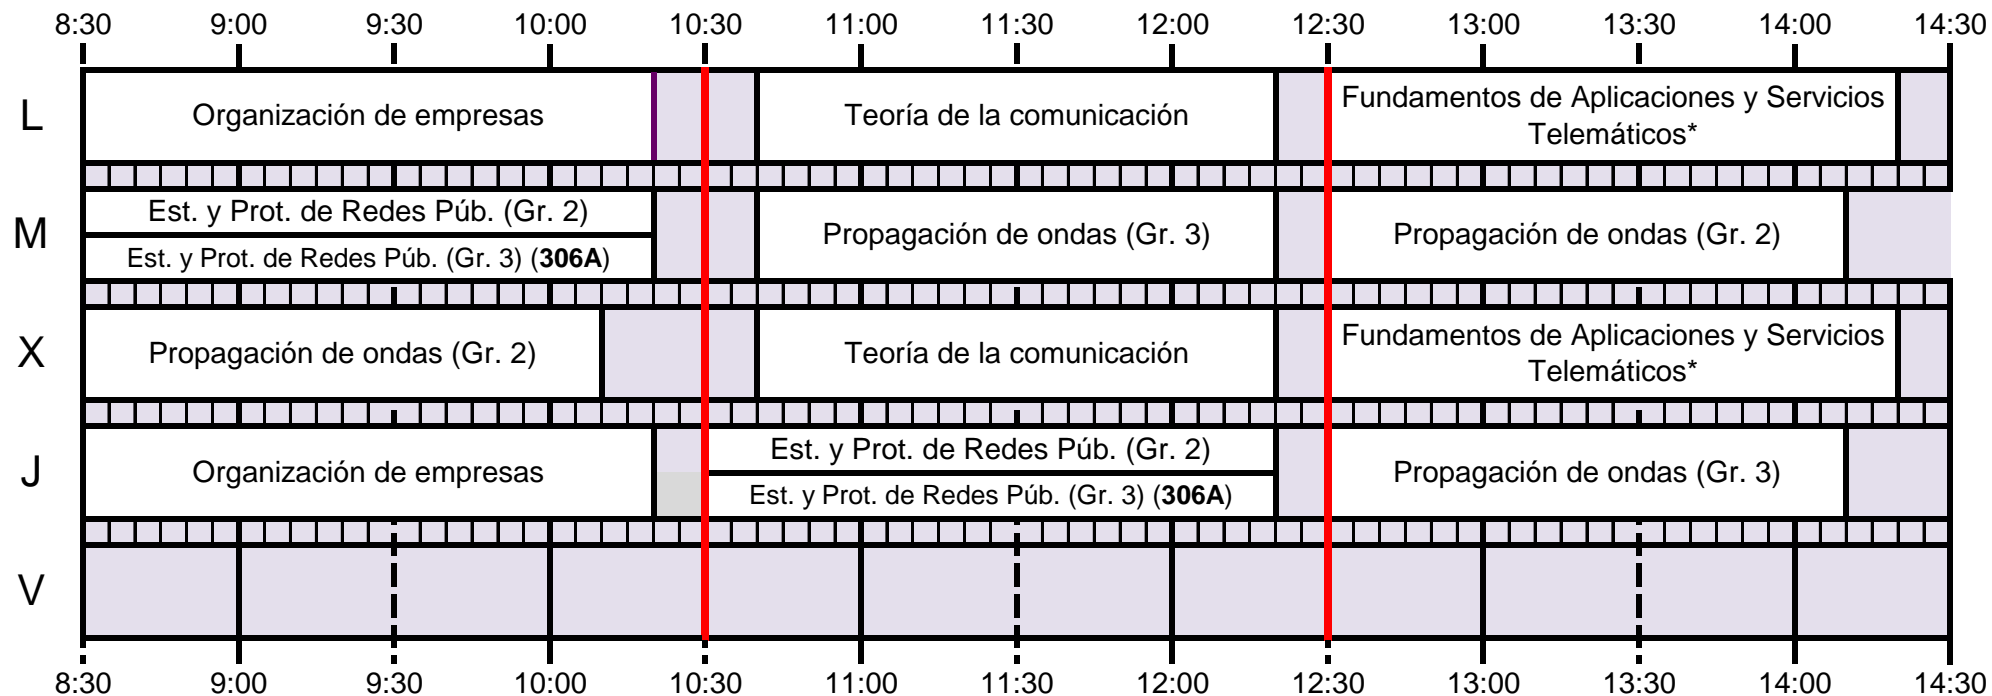 8:30 9:00 9:30 10:00 10:30 11:00 11:30 12:00 12:30 13:00 13:30 14:00 14:30
L
Organización de empresas
Teoría de la comunicación
Fundamentos de Aplicaciones y Servicios
Telemáticos*
M
Est. y Prot. de Redes Púb. (Gr. 2)
Est. y Prot. de Redes Púb. (Gr. 3) (306A)
Propagación de ondas (Gr. 3)
Propagación de ondas (Gr. 2)
X
Propagación de ondas (Gr. 2)
Teoría de la comunicación
Fundamentos de Aplicaciones y Servicios
Telemáticos*
J
Organización de empresas
Est. y Prot. de Redes Púb. (Gr. 2)
Est. y Prot. de Redes Púb. (Gr. 3) (306A)
Propagación de ondas (Gr. 3)
V
8:30 9:00 9:30 10:00 10:30 11:00 11:30 12:00 12:30 13:00 13:30 14:00 14:30